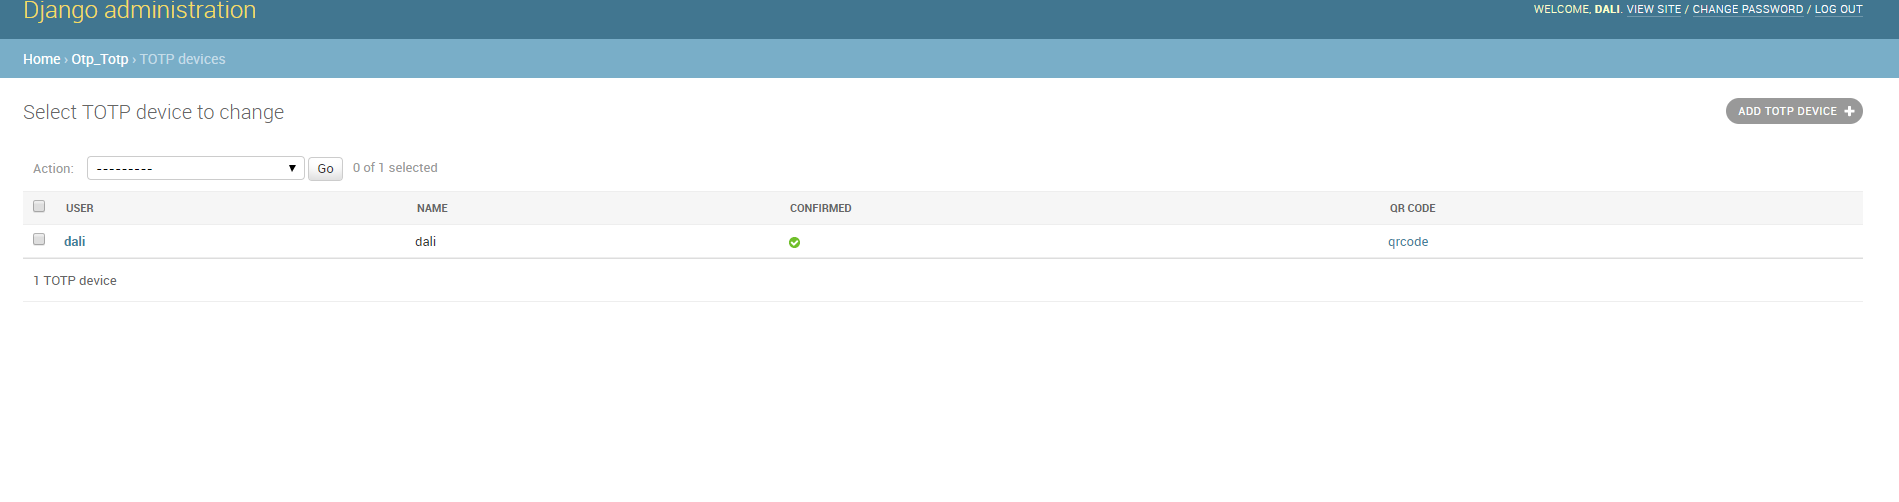 Django administration
WELCOME, DALI. VIEW SITE / CHANGE PASSWORD / LOG OUT
Home › Otp_Totp › TOTP devices
Select TOTP device to change
ADD TOTP DEVICE +
Action: --------- Go 0 of 1 selected
USER NAME CONFIRMED QR CODE
dali dali qrcode
1 TOTP device